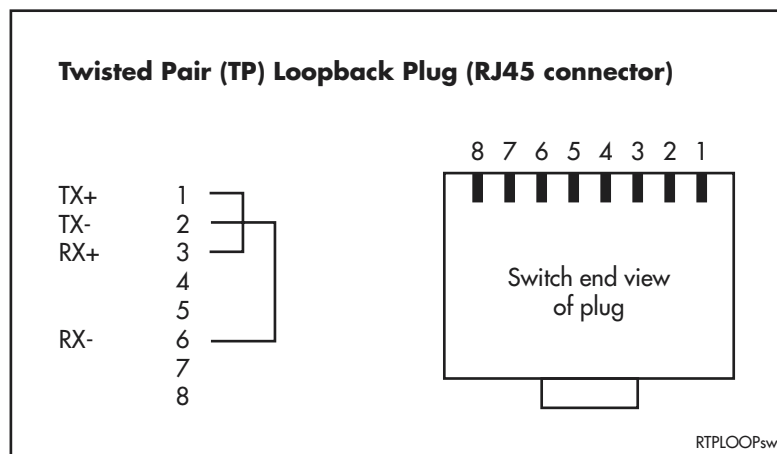 Twisted Pair (TP) Loopback Plug (RJ45 connector)
TX+ 1
TX- 2
RX+ 3
4
5
RX- 6
7
8
8 7 6 5 4 3 2 1
Switch end view
of plug
RTPLOOPsw